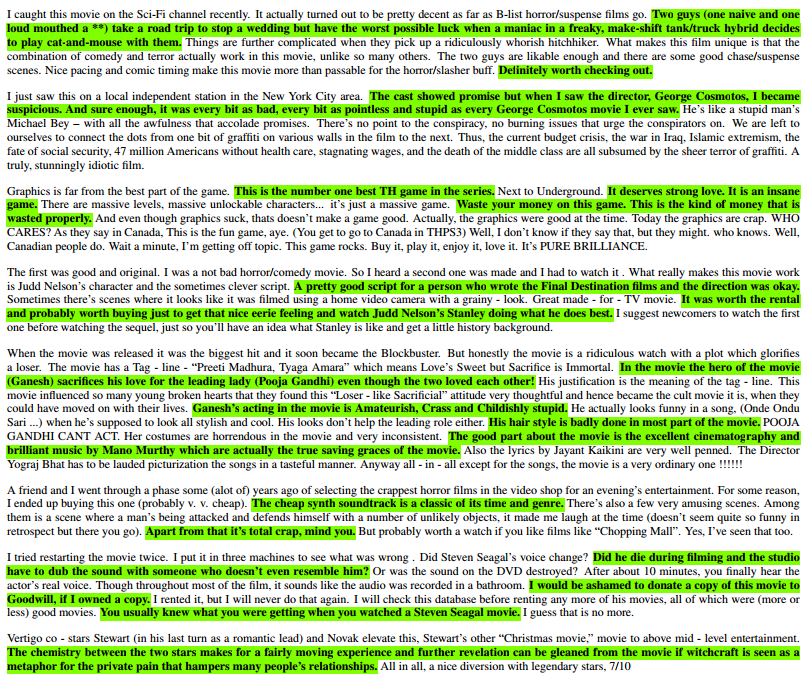 I caught this movie on the Sci-Fi channel recently. It actually turned out to be pretty decent as far as B-list horror/suspense films go. Two guys (one naive and one
loud mouthed a **) take a road trip to stop a wedding but have the worst possible luck when a maniac in a freaky, make-shift tank/truck hybrid decides
to play cat-and-mouse with them. Things are further complicated when they pick up a ridiculously whorish hitchhiker. What makes this film unique is that the
combination of comedy and terror actually work in this movie, unlike so many others. The two guys are likable enough and there are some good chase/suspense
scenes. Nice pacing and comic timing make this movie more than passable for the horror/slasher buff. Definitely worth checking out.
I just saw this on a local independent station in the New York City area. The cast showed promise but when I saw the director, George Cosmotos, I became
suspicious. And sure enough, it was every bit as bad, every bit as pointless and stupid as every George Cosmotos movie I ever saw. He's like a stupid man's
Michael Bey – with all the awfulness that accolade promises. There's no point to the conspiracy, no burning issues that urge the conspirators on. We are left to
ourselves to connect the dots from one bit of graffiti on various walls in the film to the next. Thus, the current budget crisis, the war in Iraq, Islamic extremism, the
fate of social security, 47 million Americans without health care, stagnating wages, and the death of the middle class are all subsumed by the sheer terror of graffiti. A
truly, stunningly idiotic film.
Graphics is far from the best part of the game. This is the number one best TH game in the series. Next to Underground. It deserves strong love. It is an insane
game. There are massive levels, massive unlockable characters... it's just a massive game. Waste your money on this game. This is the kind of money that is
wasted properly. And even though graphics suck, thats doesn't make a game good. Actually, the graphics were good at the time. Today the graphics are crap. WHO
CARES? As they say in Canada, This is the fun game, aye. (You get to go to Canada in THPS3) Well, I don't know if they say that, but they might. who knows. Well,
Canadian people do. Wait a minute, I'm getting off topic. This game rocks. Buy it, play it, enjoy it, love it. It's PURE BRILLIANCE.
The first was good and original. I was a not bad horror/comedy movie. So I heard a second one was made and I had to watch it . What really makes this movie work
is Judd Nelson's character and the sometimes clever script. A pretty good script for a person who wrote the Final Destination films and the direction was okay.
Sometimes there's scenes where it looks like it was filmed using a home video camera with a grainy - look. Great made - for - TV movie. It was worth the rental
and probably worth buying just to get that nice eerie feeling and watch Judd Nelson's Stanley doing what he does best. I suggest newcomers to watch the first
one before watching the sequel, just so you'll have an idea what Stanley is like and get a little history background.
When the movie was released it was the biggest hit and it soon became the Blockbuster. But honestly the movie is a ridiculous watch with a plot which glorifies
a loser. The movie has a Tag - line - "Preeti Madhura, Tyaga Amara" which means Love's Sweet but Sacrifice is Immortal. In the movie the hero of the movie
(Ganesh) sacrifices his love for the leading lady (Pooja Gandhi) even though the two loved each other! His justification is the meaning of the tag - line. This
movie influenced so many young broken hearts that they found this "Loser - like Sacrificial" attitude very thoughtful and hence became the cult movie it is, when they
could have moved on with their lives. Ganesh's acting in the movie is Amateurish, Crass and Childishly stupid. He actually looks funny in a song, (Onde Ondu
Sari ...) when he's supposed to look all stylish and cool. His looks don't help the leading role either. His hair style is badly done in most part of the movie. POOJA
GANDHI CANT ACT. Her costumes are horrendous in the movie and very inconsistent. The good part about the movie is the excellent cinematography and
brilliant music by Mano Murthy which are actually the true saving graces of the movie. Also the lyrics by Jayant Kaikini are very well penned. The Director
Yograj Bhat has to be lauded picturization the songs in a tasteful manner. Anyway all - in - all except for the songs, the movie is a very ordinary one !!!!!!
A friend and I went through a phase some (alot of) years ago of selecting the crappest horror films in the video shop for an evening's entertainment. For some reason,
I ended up buying this one (probably v. v. cheap). The cheap synth soundtrack is a classic of its time and genre. There's also a few very amusing scenes. Among
them is a scene where a man's being attacked and defends himself with a number of unlikely objects, it made me laugh at the time (doesn't seem quite so funny in
retrospect but there you go). Apart from that it's total crap, mind you. But probably worth a watch if you like films like "Chopping Mall". Yes, I've seen that too.
I tried restarting the movie twice. I put it in three machines to see what was wrong . Did Steven Seagal's voice change? Did he die during filming and the studio
have to dub the sound with someone who doesn't even resemble him? Or was the sound on the DVD destroyed? After about 10 minutes, you finally hear the
actor's real voice. Though throughout most of the film, it sounds like the audio was recorded in a bathroom. I would be ashamed to donate a copy of this movie to
Goodwill, if I owned a copy. I rented it, but I will never do that again. I will check this database before renting any more of his movies, all of which were (more or
less) good movies. You usually knew what you were getting when you watched a Steven Seagal movie. I guess that is no more.
Vertigo co - stars Stewart (in his last turn as a romantic lead) and Novak elevate this, Stewart's other "Christmas movie," movie to above mid - level entertainment.
The chemistry between the two stars makes for a fairly moving experience and further revelation can be gleaned from the movie if witchcraft is seen as a
metaphor for the private pain that hampers many people's relationships. All in all, a nice diversion with legendary stars, 7/10